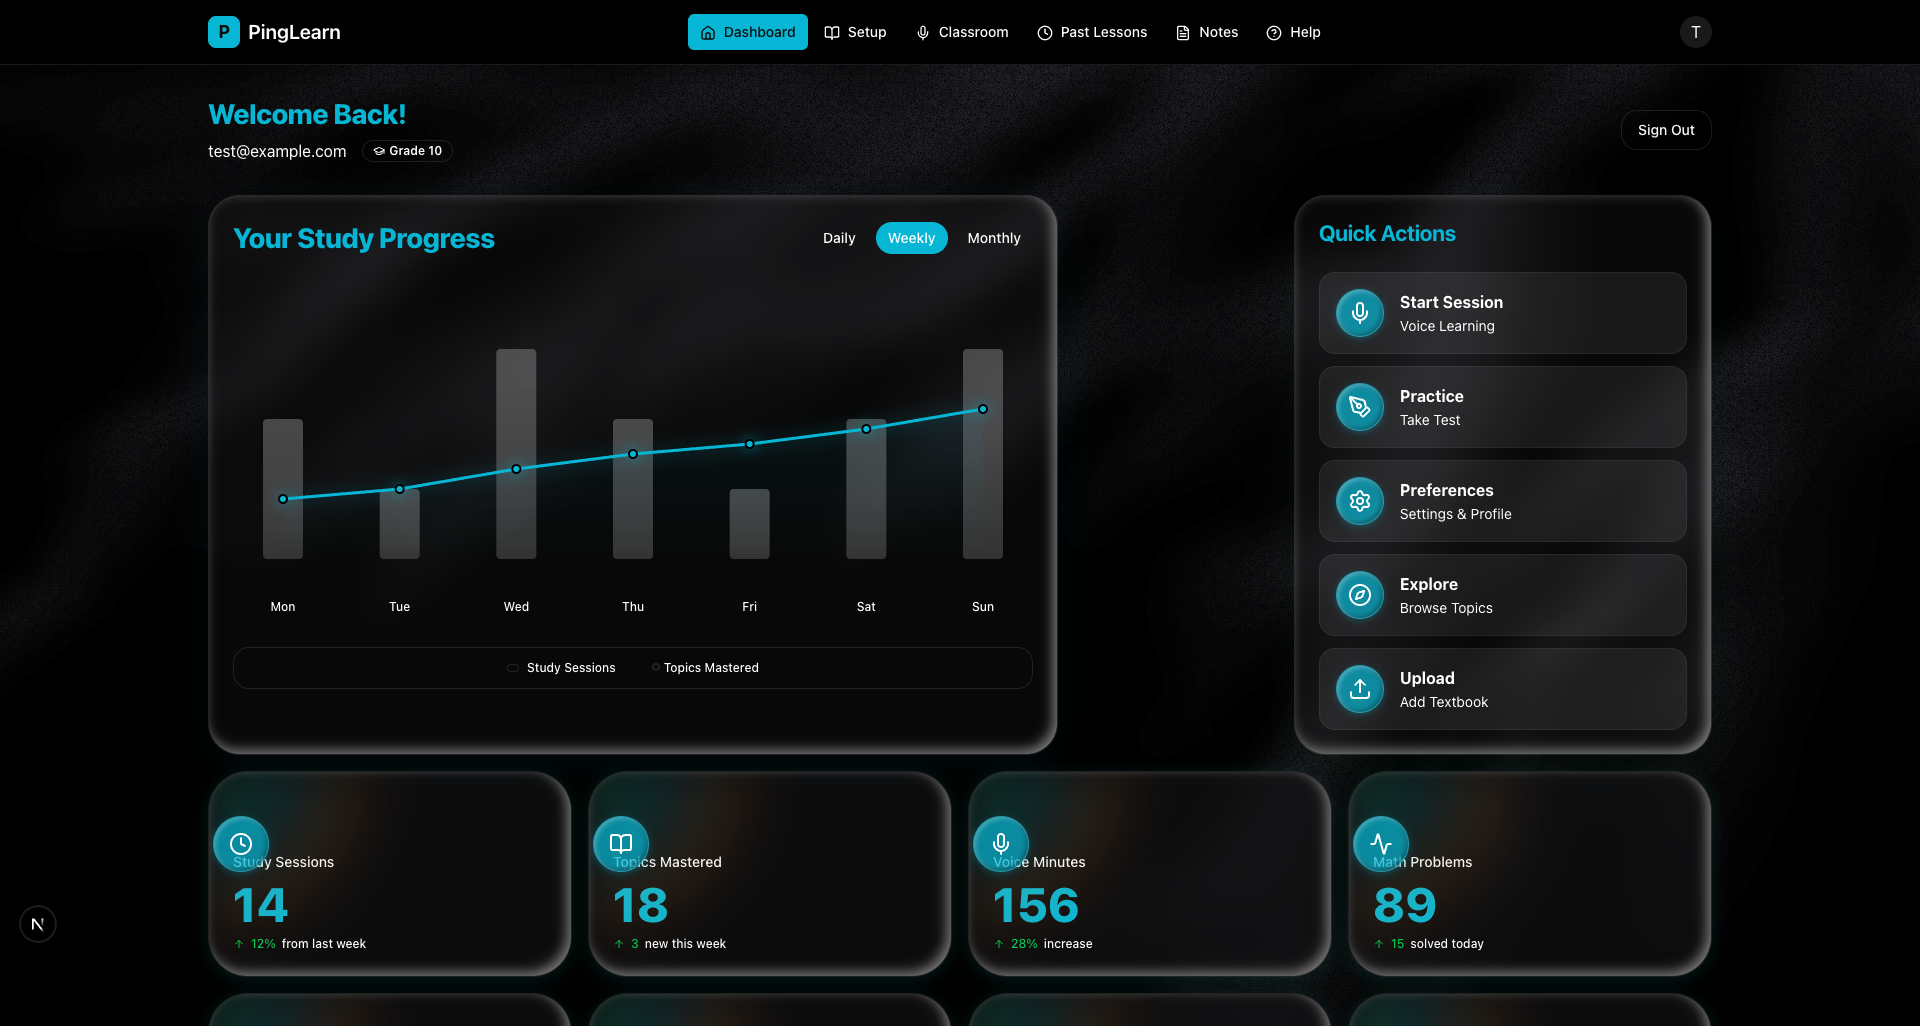 P PingLearn
Dashboard Setup Classroom Past Lessons Notes Help
T
Welcome Back!
test@example.com Grade 10
Sign Out
Your Study Progress
Daily Weekly Monthly
Mon Tue Wed Thu Fri Sat Sun
Study Sessions Topics Mastered
Quick Actions
Start Session
Voice Learning
Practice
Take Test
Preferences
Settings & Profile
Explore
Browse Topics
Upload
Add Textbook
Study Sessions
14
↑ 12% from last week
Topics Mastered
18
↑ 3 new this week
Voice Minutes
156
↑ 28% increase
Math Problems
89
↑ 15 solved today
N